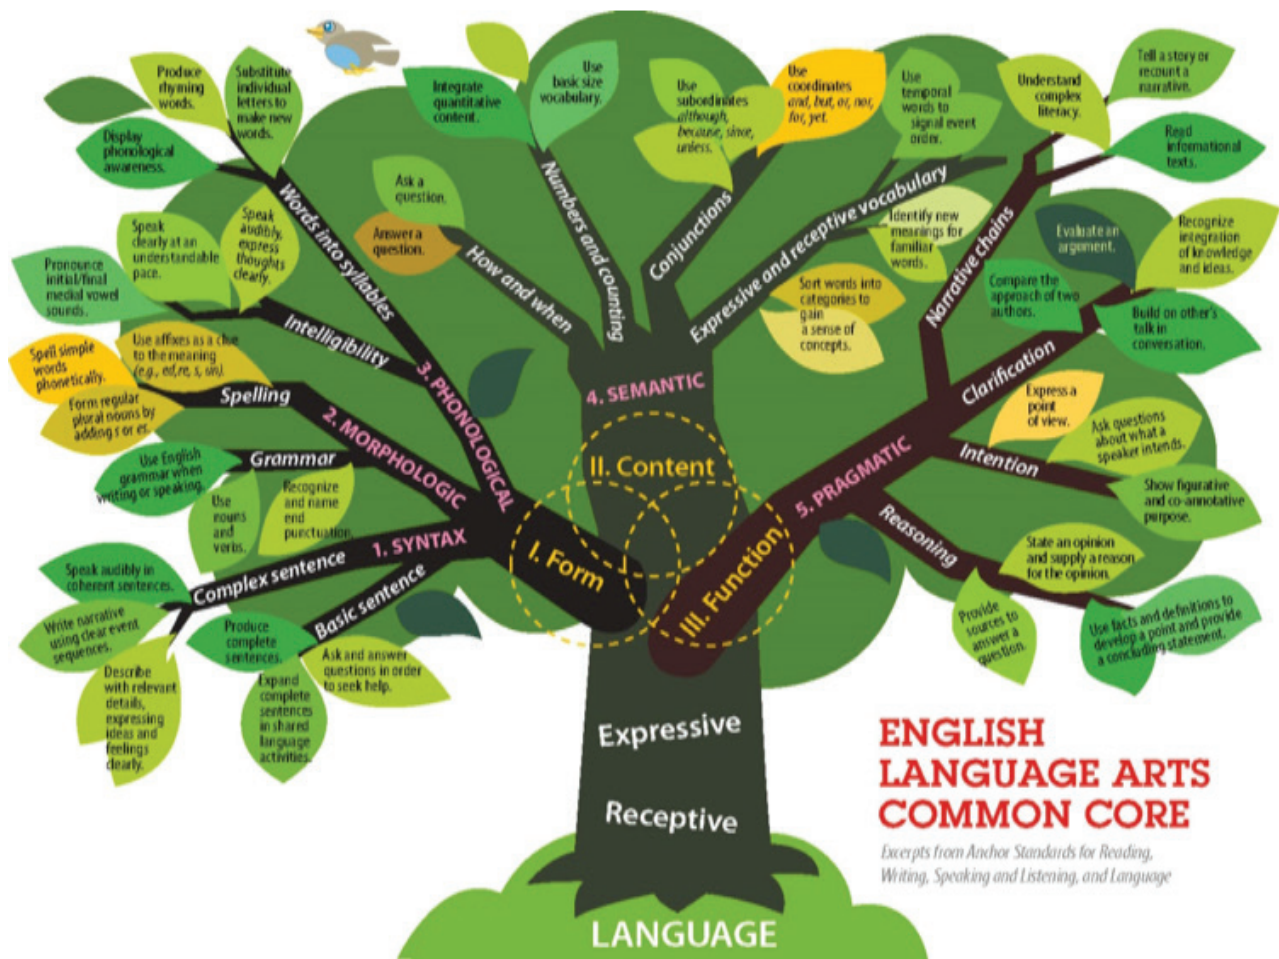 Produce
rhyming
words.
Substitute
individual
letters to
make new
words.
Display
phonological
awareness.
Words into syllables
Speak
clearly at an
understandable
pace.
Speak
audibly,
express
thoughts
clearly.
Pronounce
initial/final
medial vowel
sounds.
Intelligibility
3. PHONOLOGICAL
Spell simple
words
phonetically.
Use affixes as a clue
to the meaning
(e.g., ed, re, s, un).
Form regular
plural nouns by
adding s or es.
Spelling
2. MORPHOLOGIC
Use English
grammar when
writing or speaking.
Grammar
Use
nouns
and
verbs.
Recognize
and name
end
punctuation.
1. SYNTAX
Complex sentence
Basic sentence
Speak audibly in
coherent sentences.
Write narrative
using clear event
sequences.
Describe
with relevant
details,
expressing
ideas and
feelings
clearly.
Produce
complete
sentences.
Expand
complete
sentences
in shared
language
activities.
Ask and answer
questions in order
to seek help.
Ask a
question.
Answer a
question.
How and when
Integrate
quantitative
content.
Use
basic size
vocabulary.
Numbers and counting
Use
subordinates
although,
because, since,
unless.
Use
coordinates
and, but, or, nor,
for, yet.
Conjunctions
Use
temporal
words to
signal event
order.
Expressive and receptive vocabulary
Identify new
meanings for
familiar
words.
Sort words into
categories to
gain
a sense of
concepts.
4. SEMANTIC
Understand
complex
literacy.
Tell a story or
recount a
narrative.
Read
informational
texts.
Narrative chains
Evaluate an
argument.
Recognize
integration
of knowledge
and ideas.
Compare the
approach of two
authors.
Build on other's
talk in
conversation.
Clarification
Express a
point
of view.
Ask questions
about what a
speaker intends.
Intention
Show figurative
and co-annotative
purpose.
5. PRAGMATIC
Reasoning
State an opinion
and supply a reason
for the opinion.
Provide
sources to
answer a
question.
Use facts and definitions to
develop a point and provide
a concluding statement.
II. Content
I. Form
III. Function
Expressive
Receptive
LANGUAGE
ENGLISH
LANGUAGE ARTS
COMMON CORE
Excerpts from Anchor Standards for Reading,
Writing, Speaking and Listening, and Language